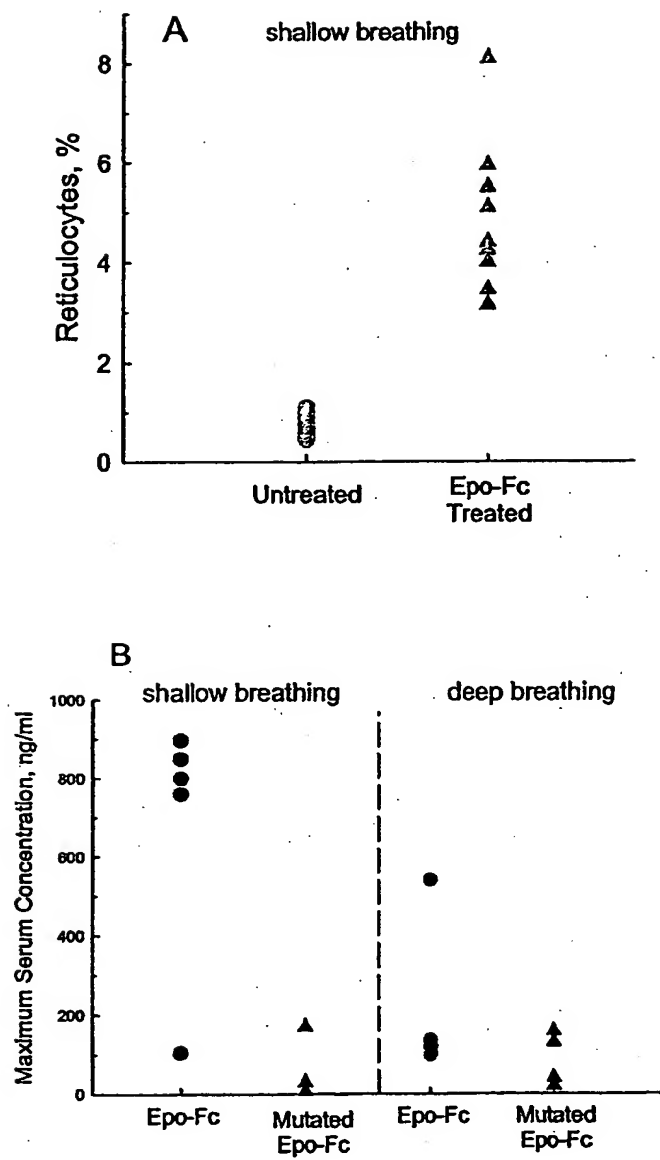 A
shallow breathing
8
6
4
2
0
Reticulocytes, %
Untreated
Epo-Fc
Treated
B
shallow breathing
deep breathing
1000
800
600
400
200
0
Maximum Serum Concentration, ng/ml
Epo-Fc
Mutated
Epo-Fc
Epo-Fc
Mutated
Epo-Fc